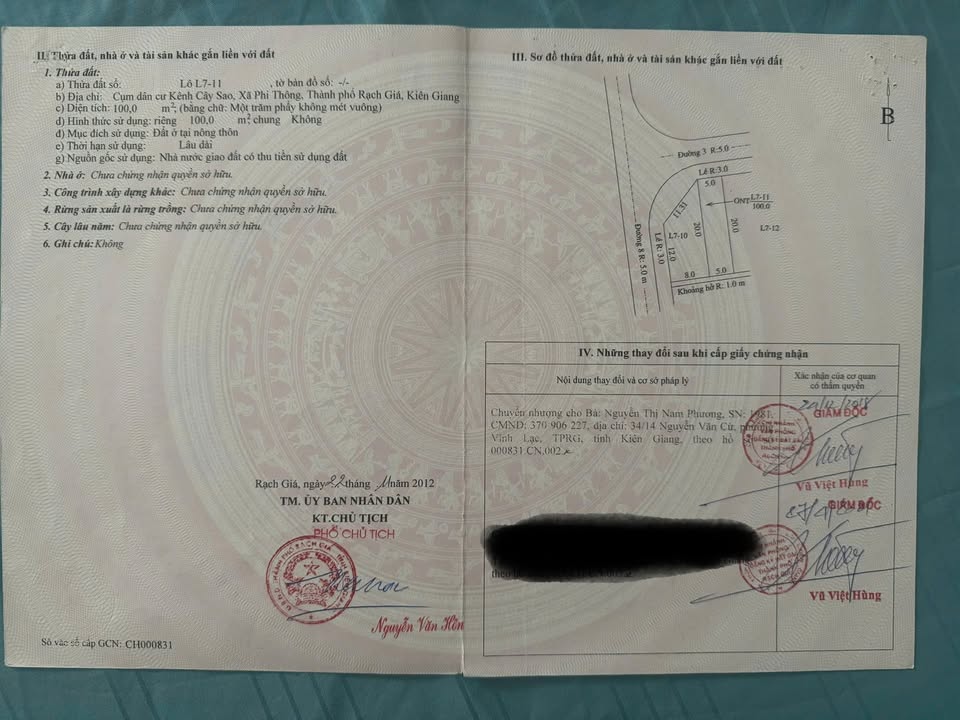 II. Thửa đất, nhà ở và tài sản khác gắn liền với đất
1. Thửa đất:
a) Thửa đất số: Lô L7-11 , tờ bản đồ số: -/-
b) Địa chỉ: Cụm dân cư Kênh Cây Sao, Xã Phi Thông, Thành phố Rạch Giá, Kiên Giang
c) Diện tích: 100,0 m²; (bằng chữ: Một trăm phẩy không mét vuông)
d) Hình thức sử dụng: riêng 100,0 m²; chung Không
đ) Mục đích sử dụng: Đất ở tại nông thôn
e) Thời hạn sử dụng: Lâu dài
g) Nguồn gốc sử dụng: Nhà nước giao đất có thu tiền sử dụng đất
2. Nhà ở: Chưa chứng nhận quyền sở hữu.
3. Công trình xây dựng khác: Chưa chứng nhận quyền sở hữu.
4. Rừng sản xuất là rừng trồng: Chưa chứng nhận quyền sở hữu.
5. Cây lâu năm: Chưa chứng nhận quyền sở hữu.
6. Ghi chú: Không
Rạch Giá, ngày 22 tháng 11 năm 2012
TM. ỦY BAN NHÂN DÂN
KT.CHỦ TỊCH
PHÓ CHỦ TỊCH
Nguyễn Văn Hôn
Số vào sổ cấp GCN: CH000831
III. Sơ đồ thửa đất, nhà ở và tài sản khác gắn liền với đất
B
Đường 3 R:5.0
Lề R:3.0
5.0
11.31
ONT L7-11
100.0
20.0
20.0
L7-12
L7-10
12.0
Lề R: 3.0
Đường 8 R: 5.0 m
8.0
5.0
Khoảng hở R: 1.0 m
IV. Những thay đổi sau khi cấp giấy chứng nhận
Nội dung thay đổi và cơ sở pháp lý
Xác nhận của cơ quan
có thẩm quyền
Chuyển nhượng cho Bà: Nguyễn Thị Nam Phương, SN: 1981,
CMND: 370 906 227, địa chỉ: 34/14 Nguyễn Văn Cừ, phường
Vĩnh Lạc, TPRG, tỉnh Kiên Giang, theo hồ
000831.CN.002
GIÁM ĐỐC
Vũ Việt Hùng
GIÁM ĐỐC
theo
Vũ Việt Hùng